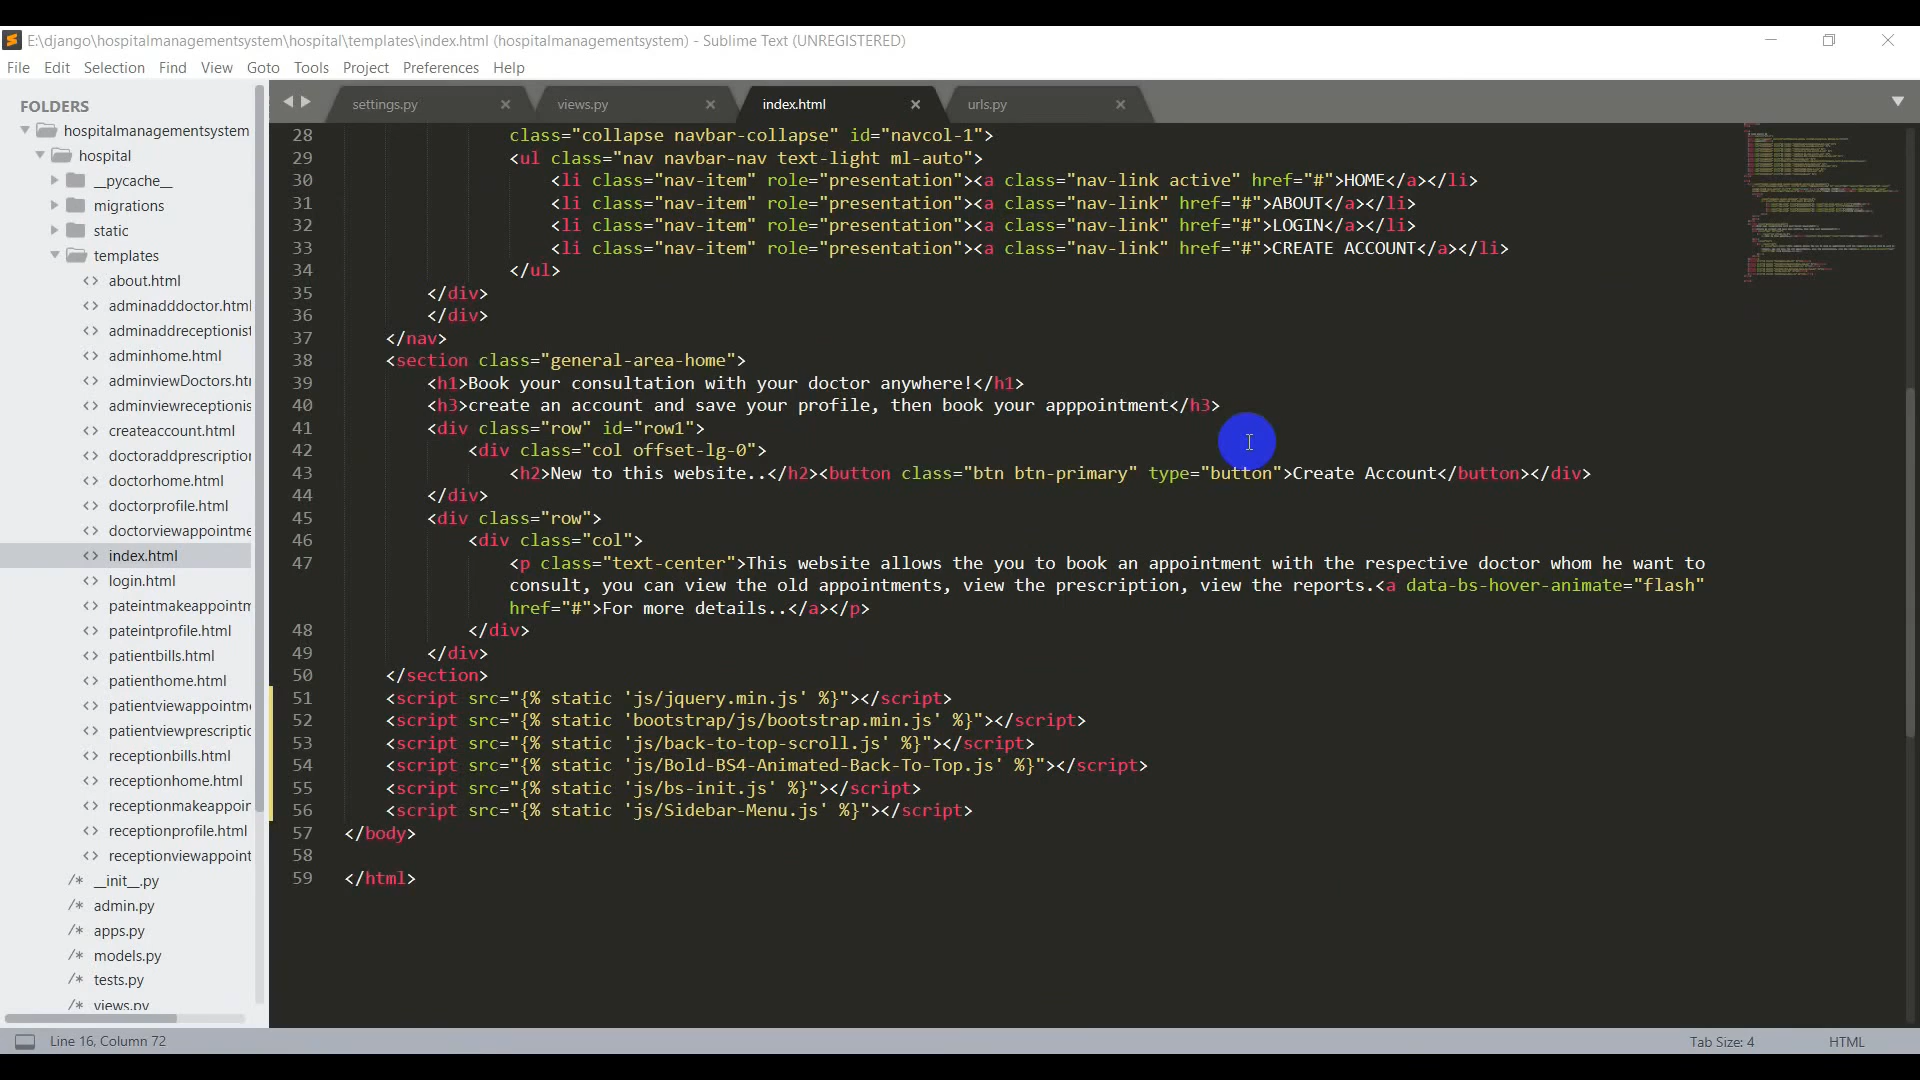 E:\django\hospitalmanagementsystem\hospital\templates\index.html (hospitalmanagementsystem) - Sublime Text (UNREGISTERED)
File Edit Selection Find View Goto Tools Project Preferences Help
FOLDERS
hospitalmanagementsystem
hospital
__pycache__
migrations
static
templates
about.html
adminadddoctor.html
adminaddreceptionist
adminhome.html
adminviewDoctors.htr
adminviewreceptionis
createaccount.html
doctoraddprescription
doctorhome.html
doctorprofile.html
doctorviewappointme
index.html
login.html
pateintmakeappointm
pateintprofile.html
patientbills.html
patienthome.html
patientviewappointme
patientviewprescriptic
receptionbills.html
receptionhome.html
receptionmakeappoir
receptionprofile.html
receptionviewappoint
/* __init__.py
/* admin.py
/* apps.py
/* models.py
/* tests.py
/* views.py
settings.py views.py index.html urls.py
28 class="collapse navbar-collapse" id="navcol-1">
29 <ul class="nav navbar-nav text-light ml-auto">
30 <li class="nav-item" role="presentation"><a class="nav-link active" href="#">HOME</a></li>
31 <li class="nav-item" role="presentation"><a class="nav-link" href="#">ABOUT</a></li>
32 <li class="nav-item" role="presentation"><a class="nav-link" href="#">LOGIN</a></li>
33 <li class="nav-item" role="presentation"><a class="nav-link" href="#">CREATE ACCOUNT</a></li>
34 </ul>
35 </div>
36 </div>
37 </nav>
38 <section class="general-area-home">
39 <h1>Book your consultation with your doctor anywhere!</h1>
40 <h3>create an account and save your profile, then book your apppointment</h3>
41 <div class="row" id="row1">
42 <div class="col offset-lg-0">
43 <h2>New to this website..</h2><button class="btn btn-primary" type="button">Create Account</button></div>
44 </div>
45 <div class="row">
46 <div class="col">
47 <p class="text-center">This website allows the you to book an appointment with the respective doctor whom he want to
consult, you can view the old appointments, view the prescription, view the reports.<a data-bs-hover-animate="flash"
href="#">For more details..</a></p>
48 </div>
49 </div>
50 </section>
51 <script src="{% static 'js/jquery.min.js' %}"></script>
52 <script src="{% static 'bootstrap/js/bootstrap.min.js' %}"></script>
53 <script src="{% static 'js/back-to-top-scroll.js' %}"></script>
54 <script src="{% static 'js/Bold-BS4-Animated-Back-To-Top.js' %}"></script>
55 <script src="{% static 'js/bs-init.js' %}"></script>
56 <script src="{% static 'js/Sidebar-Menu.js' %}"></script>
57 </body>
58
59 </html>
Line 16, Column 72
Tab Size: 4
HTML